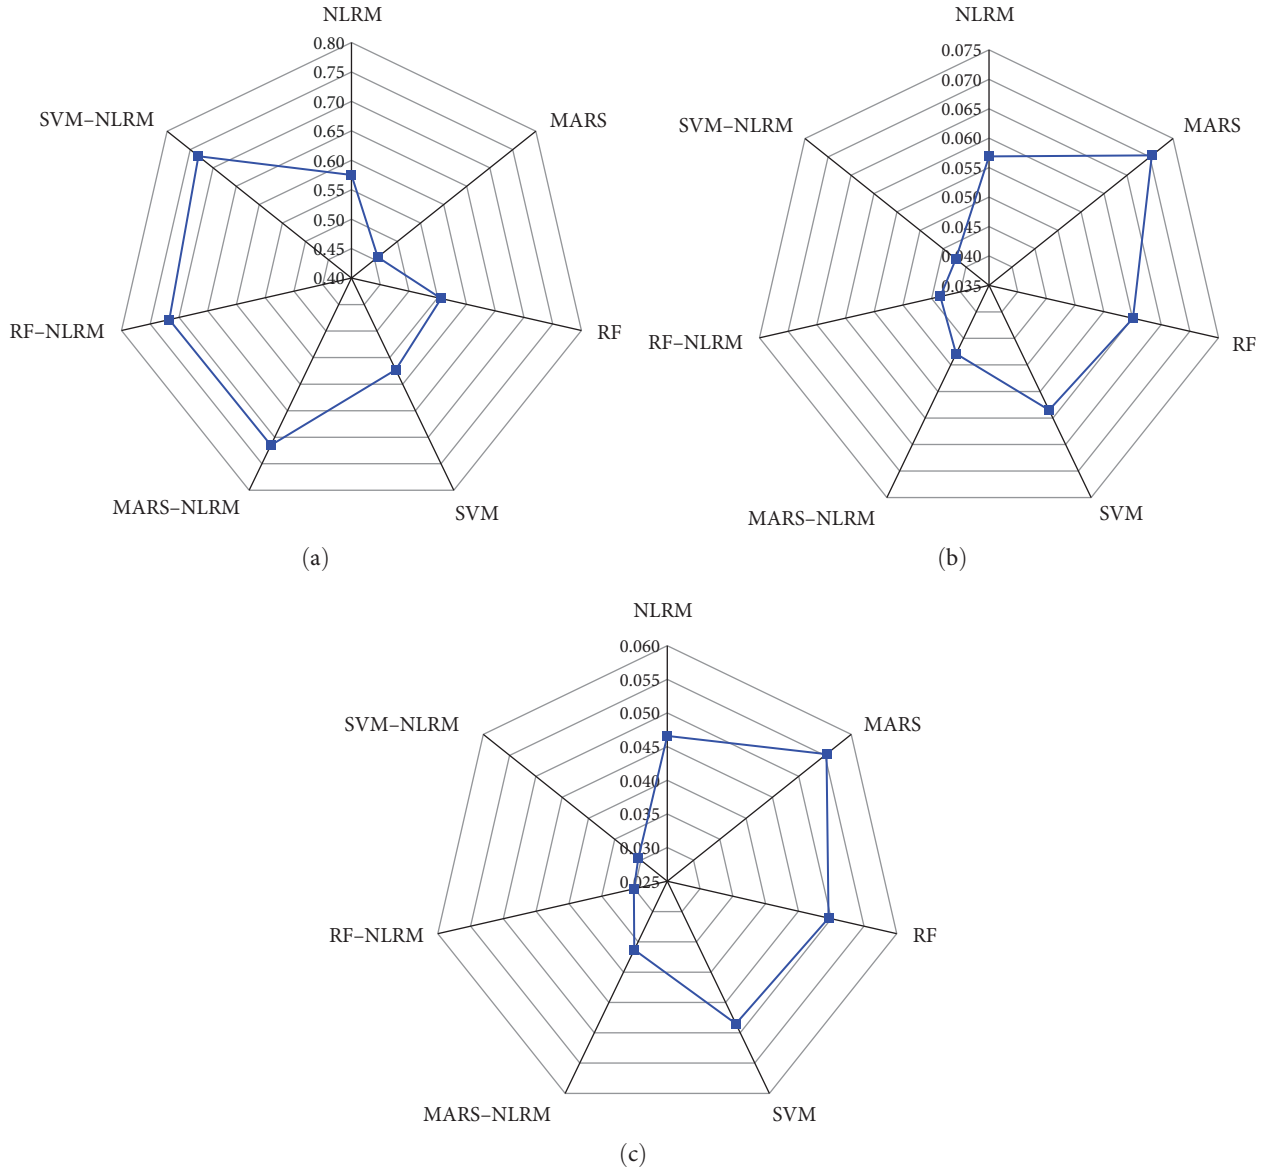 NLRM
0.80
0.75
0.70
0.65
0.60
0.55
0.50
0.45
0.40
SVM–NLRM
MARS
RF–NLRM
RF
MARS–NLRM
SVM
(a)
NLRM
0.075
0.070
0.065
0.060
0.055
0.050
0.045
0.040
0.035
SVM–NLRM
MARS
RF–NLRM
RF
MARS–NLRM
SVM
(b)
NLRM
0.060
0.055
0.050
0.045
0.040
0.035
0.030
0.025
SVM–NLRM
MARS
RF–NLRM
RF
MARS–NLRM
SVM
(c)